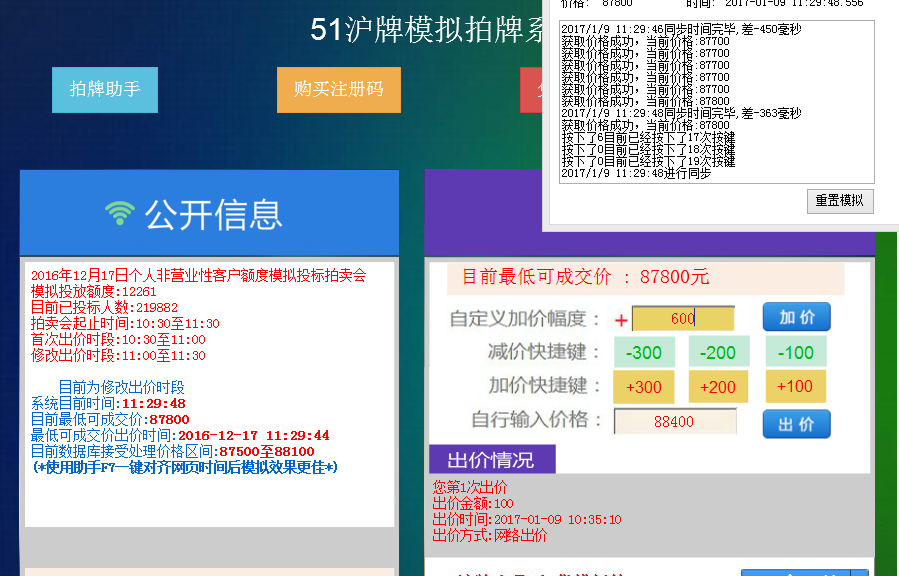 51沪牌模拟拍牌系
拍牌助手
购买注册码
价格: 87800 时间: 2017-01-09 11:29:48.556
2017/1/9 11:29:46同步时间完毕,差-450毫秒
获取价格成功，当前价格:87700
获取价格成功，当前价格:87700
获取价格成功，当前价格:87700
获取价格成功，当前价格:87700
获取价格成功，当前价格:87700
获取价格成功，当前价格:87800
2017/1/9 11:29:48同步时间完毕,差-363毫秒
获取价格成功，当前价格:87800
按下了6目前已经按下了17次按键
按下了0目前已经按下了18次按键
按下了0目前已经按下了19次按键
2017/1/9 11:29:48进行同步
重置模拟
公开信息
2016年12月17日个人非营业性客户额度模拟投标拍卖会
模拟投放额度:12261
目前已投标人数:219882
拍卖会起止时间:10:30至11:30
首次出价时段:10:30至11:00
修改出价时段:11:00至11:30
目前为修改出价时段
系统目前时间:11:29:48
目前最低可成交价:87800
最低可成交价出价时间:2016-12-17 11:29:44
目前数据库接受处理价格区间:87500至88100
(*使用助手F7一键对齐网页时间后模拟效果更佳*)
目前最低可成交价 : 87800元
自定义加价幅度： + 600 加 价
减价快捷键： -300 -200 -100
加价快捷键： +300 +200 +100
自行输入价格： 88400 出 价
出价情况
您第1次出价
出价金额:100
出价时间:2017-01-09 10:35:10
出价方式:网络出价